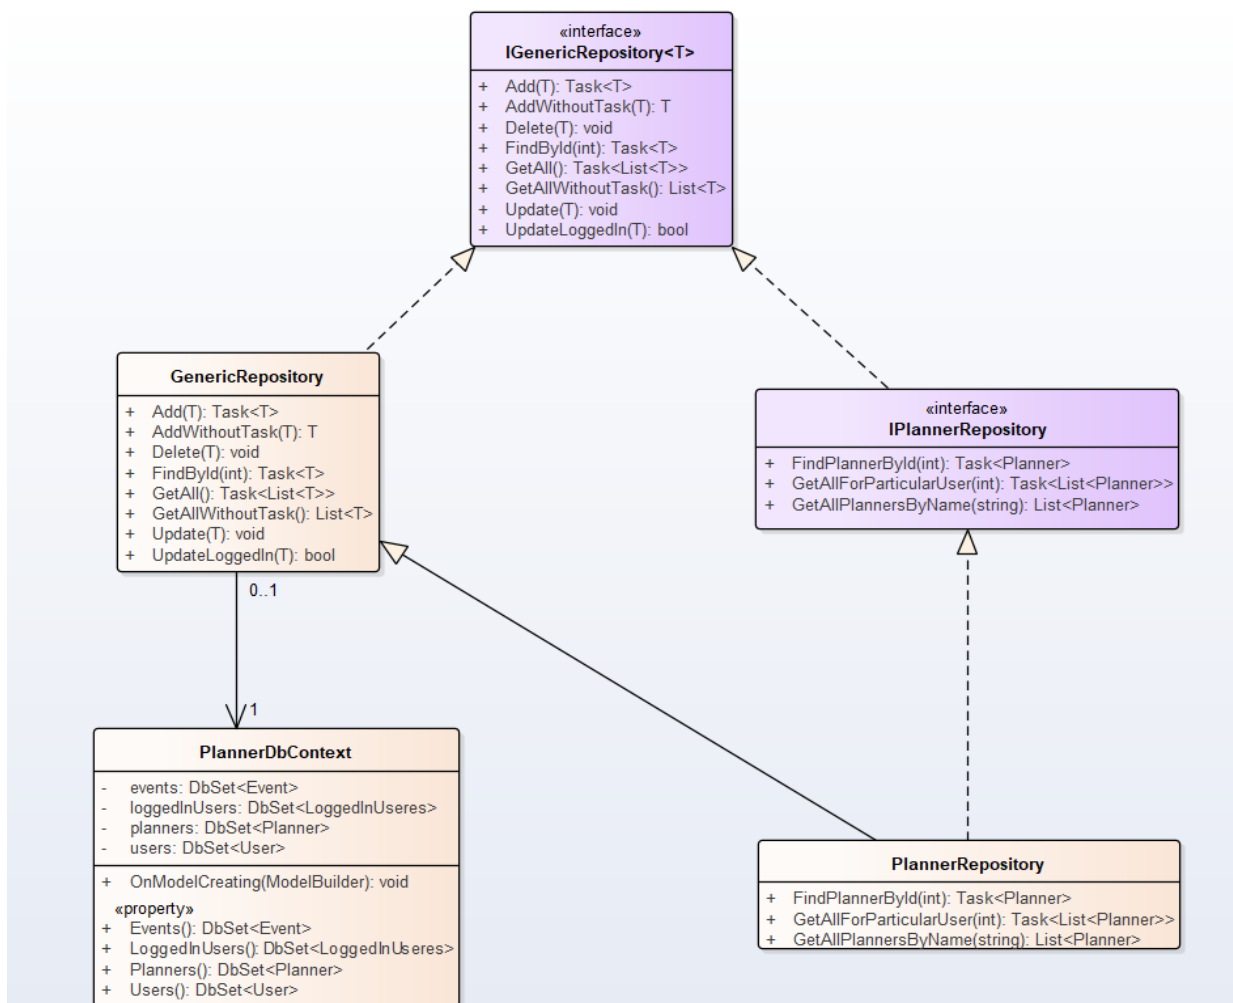 «interface»
IGenericRepository<T>
+ Add(T): Task<T>
+ AddWithoutTask(T): T
+ Delete(T): void
+ FindById(int): Task<T>
+ GetAll(): Task<List<T>>
+ GetAllWithoutTask(): List<T>
+ Update(T): void
+ UpdateLoggedIn(T): bool
GenericRepository
+ Add(T): Task<T>
+ AddWithoutTask(T): T
+ Delete(T): void
+ FindById(int): Task<T>
+ GetAll(): Task<List<T>>
+ GetAllWithoutTask(): List<T>
+ Update(T): void
+ UpdateLoggedIn(T): bool
«interface»
IPlannerRepository
+ FindPlannerById(int): Task<Planner>
+ GetAllForParticularUser(int): Task<List<Planner>>
+ GetAllPlannersByName(string): List<Planner>
0..1
1
PlannerDbContext
- events: DbSet<Event>
- loggedInUsers: DbSet<LoggedInUseres>
- planners: DbSet<Planner>
- users: DbSet<User>
+ OnModelCreating(ModelBuilder): void
«property»
+ Events(): DbSet<Event>
+ LoggedInUsers(): DbSet<LoggedInUseres>
+ Planners(): DbSet<Planner>
+ Users(): DbSet<User>
PlannerRepository
+ FindPlannerById(int): Task<Planner>
+ GetAllForParticularUser(int): Task<List<Planner>>
+ GetAllPlannersByName(string): List<Planner>